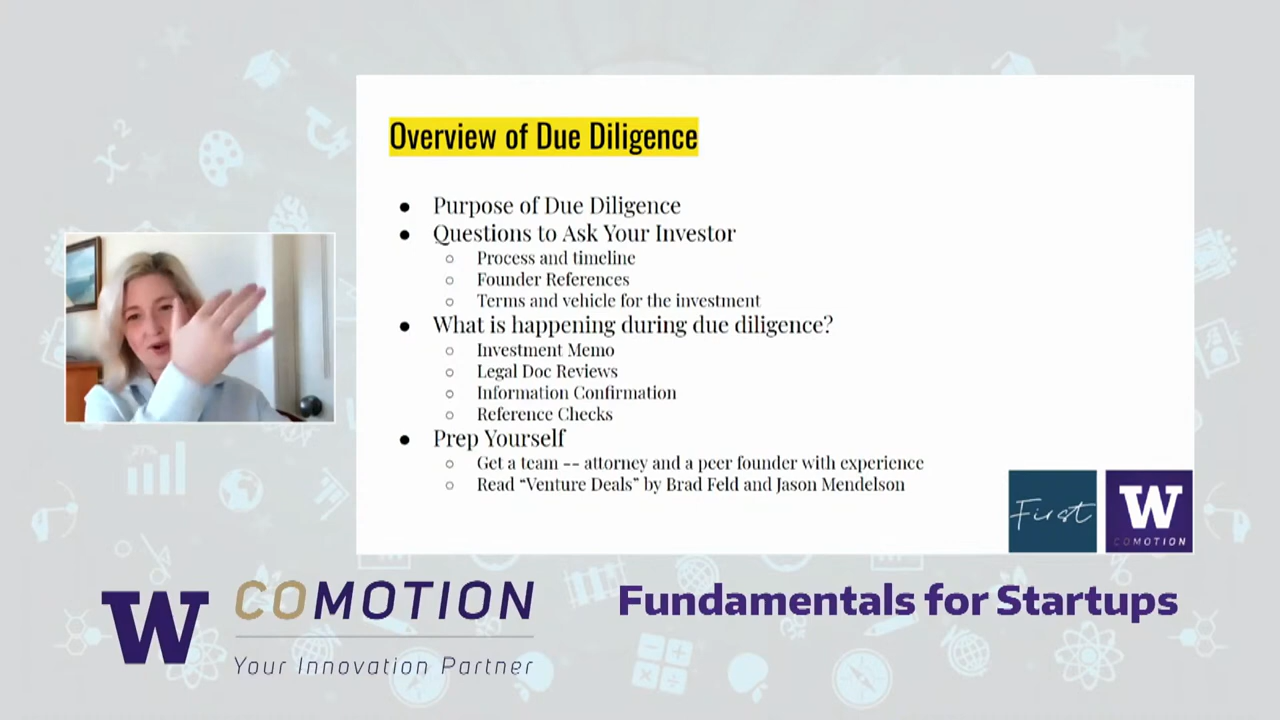 Overview of Due Diligence
● Purpose of Due Diligence
● Questions to Ask Your Investor
○ Process and timeline
○ Founder References
○ Terms and vehicle for the investment
● What is happening during due diligence?
○ Investment Memo
○ Legal Doc Reviews
○ Information Confirmation
○ Reference Checks
● Prep Yourself
○ Get a team -- attorney and a peer founder with experience
○ Read “Venture Deals” by Brad Feld and Jason Mendelson
First
W
COMOTION
W
COMOTION
Your Innovation Partner
Fundamentals for Startups
x²